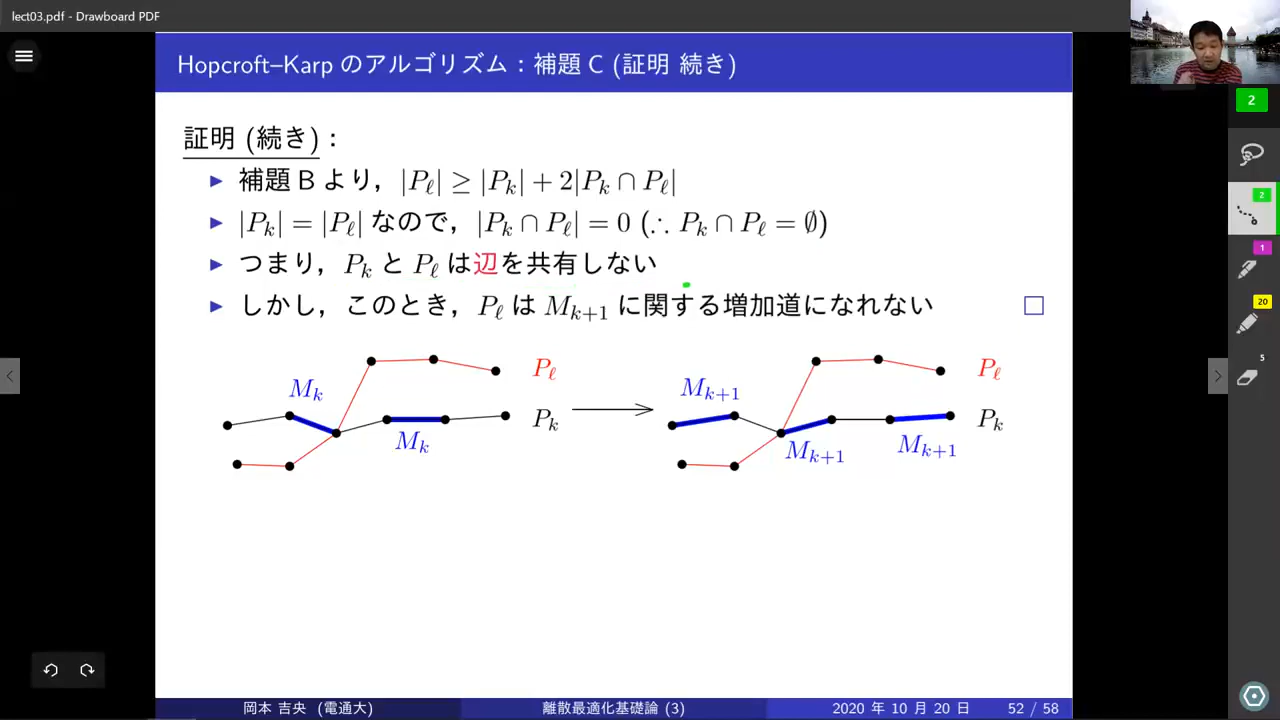 lect03.pdf - Drawboard PDF
Hopcroft–Karp のアルゴリズム：補題 C (証明 続き)
2
証明 (続き)：
▶ 補題 B より，|Pℓ| ≥ |Pk| + 2|Pk ∩ Pℓ|
▶ |Pk| = |Pℓ| なので，|Pk ∩ Pℓ| = 0 (∴ Pk ∩ Pℓ = ∅)
▶ つまり，Pk と Pℓ は辺を共有しない
▶ しかし，このとき，Pℓ は Mk+1 に関する増加道になれない □
2
1
20
5
Mk
Pℓ
Pk
Mk
Mk+1
Pℓ
Pk
Mk+1
Mk+1
岡本 吉央 (電通大) 離散最適化基礎論 (3) 2020 年 10 月 20 日 52 / 58